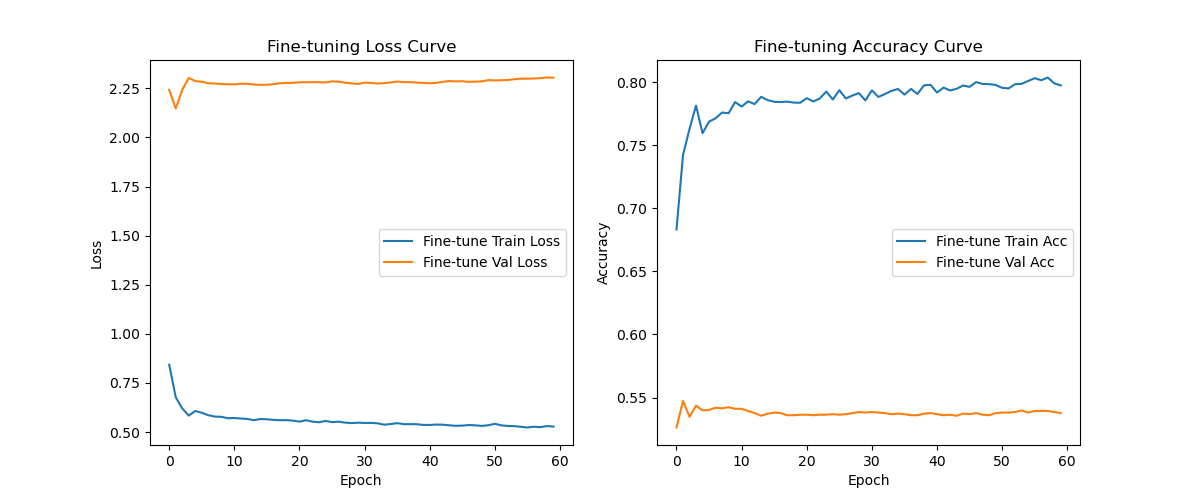 Fine-tuning Loss Curve
2.25
2.00
1.75
1.50
1.25
1.00
0.75
0.50
Loss
Fine-tune Train Loss
Fine-tune Val Loss
0 10 20 30 40 50 60
Epoch
Fine-tuning Accuracy Curve
0.80
0.75
0.70
0.65
0.60
0.55
Accuracy
Fine-tune Train Acc
Fine-tune Val Acc
0 10 20 30 40 50 60
Epoch